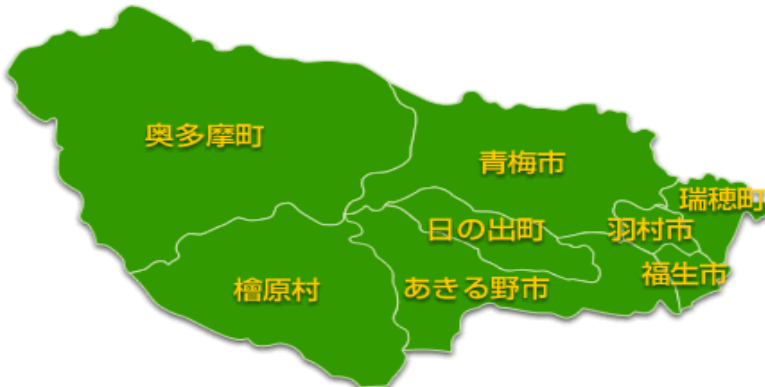 奥多摩町
青梅市
瑞穂町
日の出町
羽村市
福生市
檜原村
あきる野市